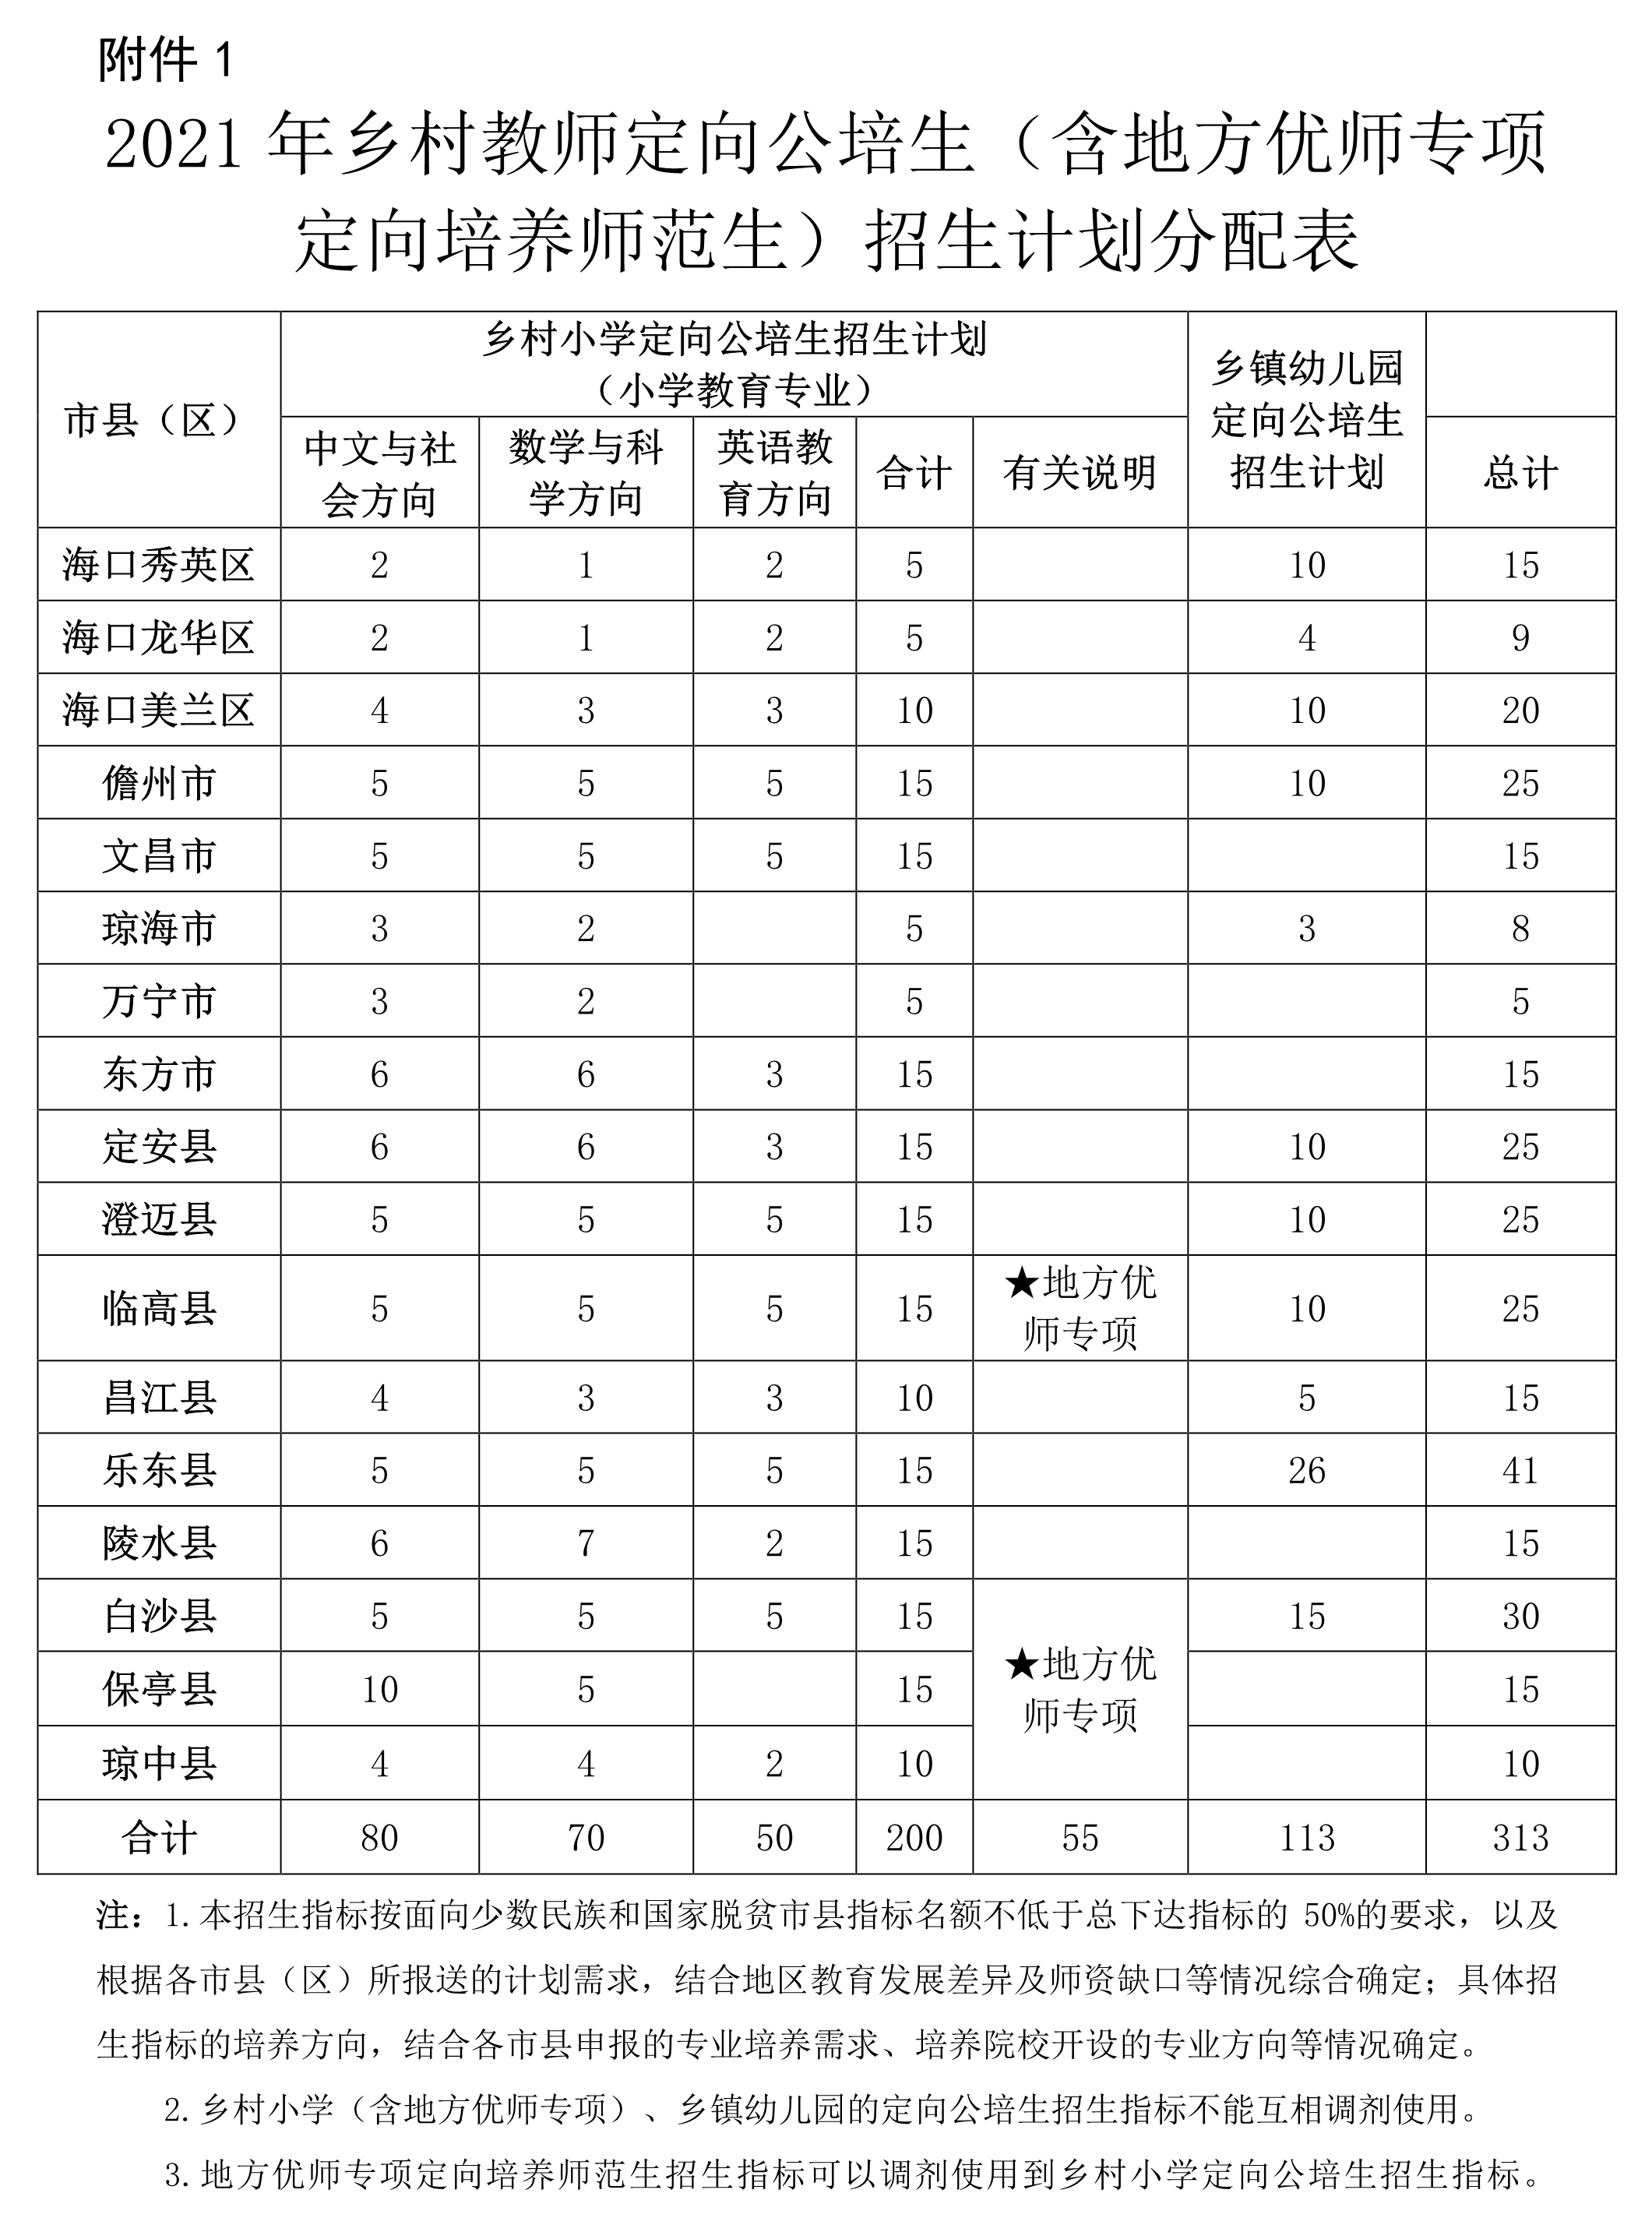 附件 1
2021 年乡村教师定向公培生（含地方优师专项
定向培养师范生）招生计划分配表
市县（区） 乡村小学定向公培生招生计划
（小学教育专业） 乡镇幼儿园
定向公培生
招生计划
中文与社
会方向 数学与科
学方向 英语教
育方向 合计 有关说明 总计
海口秀英区 2 1 2 5 10 15
海口龙华区 2 1 2 5 4 9
海口美兰区 4 3 3 10 10 20
儋州市 5 5 5 15 10 25
文昌市 5 5 5 15 15
琼海市 3 2 5 3 8
万宁市 3 2 5 5
东方市 6 6 3 15 15
定安县 6 6 3 15 10 25
澄迈县 5 5 5 15 10 25
临高县 5 5 5 15 ★地方优
师专项 10 25
昌江县 4 3 3 10 5 15
乐东县 5 5 5 15 26 41
陵水县 6 7 2 15 15
白沙县 5 5 5 15 ★地方优
师专项 15 30
保亭县 10 5 15 15
琼中县 4 4 2 10 10
合计 80 70 50 200 55 113 313
注：1.本招生指标按面向少数民族和国家脱贫市县指标名额不低于总下达指标的 50%的要求，以及
根据各市县（区）所报送的计划需求，结合地区教育发展差异及师资缺口等情况综合确定；具体招
生指标的培养方向，结合各市县申报的专业培养需求、培养院校开设的专业方向等情况确定。
2.乡村小学（含地方优师专项）、乡镇幼儿园的定向公培生招生指标不能互相调剂使用。
3.地方优师专项定向培养师范生招生指标可以调剂使用到乡村小学定向公培生招生指标。